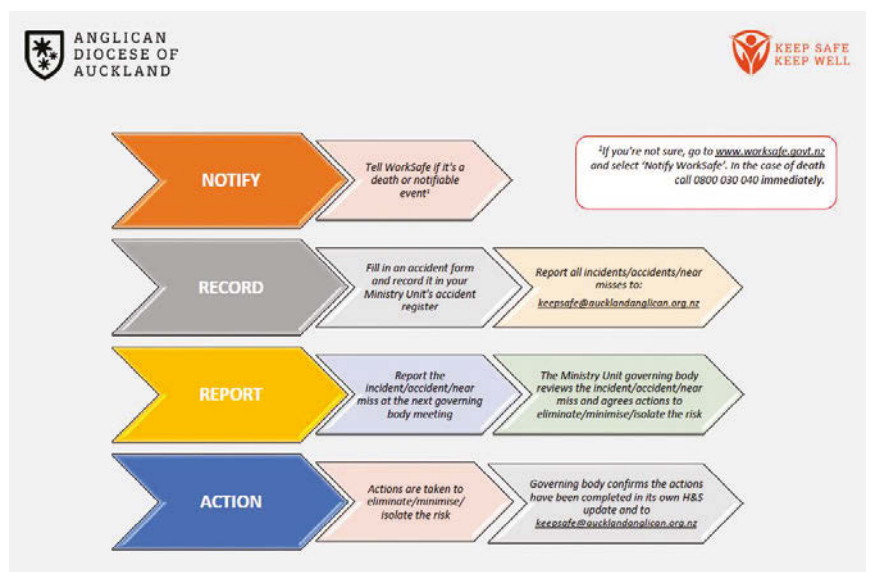 ANGLICAN
DIOCESE OF
AUCKLAND
KEEP SAFE
KEEP WELL
NOTIFY
Tell WorkSafe if it's a
death or notifiable
event¹
¹If you're not sure, go to www.worksafe.govt.nz
and select 'Notify WorkSafe'. In the case of death
call 0800 030 040 immediately.
RECORD
Fill in an accident form
and record it in your
Ministry Unit's accident
register
Report all incidents/accidents/near
misses to:
keepsafe@aucklandanglican.org.nz
REPORT
Report the
incident/accident/near
miss at the next governing
body meeting
The Ministry Unit governing body
reviews the incident/accident/near
miss and agrees actions to
eliminate/minimise/isolate the risk
ACTION
Actions are taken to
eliminate/minimise/
isolate the risk
Governing body confirms the actions
have been completed in its own H&S
update and to
keepsafe@aucklandanglican.org.nz